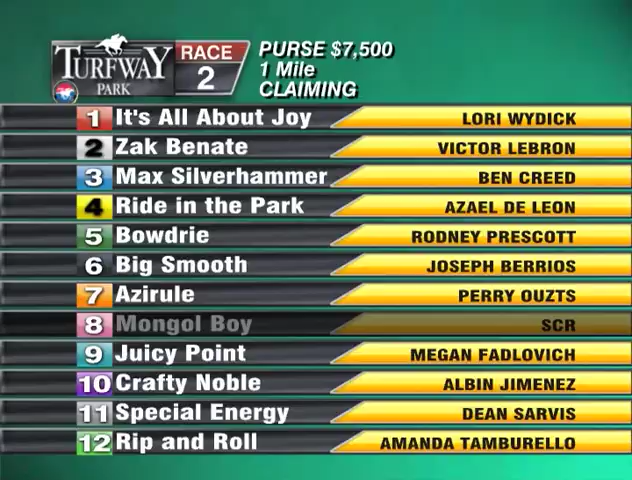 TURFWAY PARK RACE 2
PURSE $7,500
1 Mile
CLAIMING
1 It's All About Joy LORI WYDICK
2 Zak Benate VICTOR LEBRON
3 Max Silverhammer BEN CREED
4 Ride in the Park AZAEL DE LEON
5 Bowdrie RODNEY PRESCOTT
6 Big Smooth JOSEPH BERRIOS
7 Azirule PERRY OUZTS
8 Mongol Boy SCR
9 Juicy Point MEGAN FADLOVICH
10 Crafty Noble ALBIN JIMENEZ
11 Special Energy DEAN SARVIS
12 Rip and Roll AMANDA TAMBURELLO